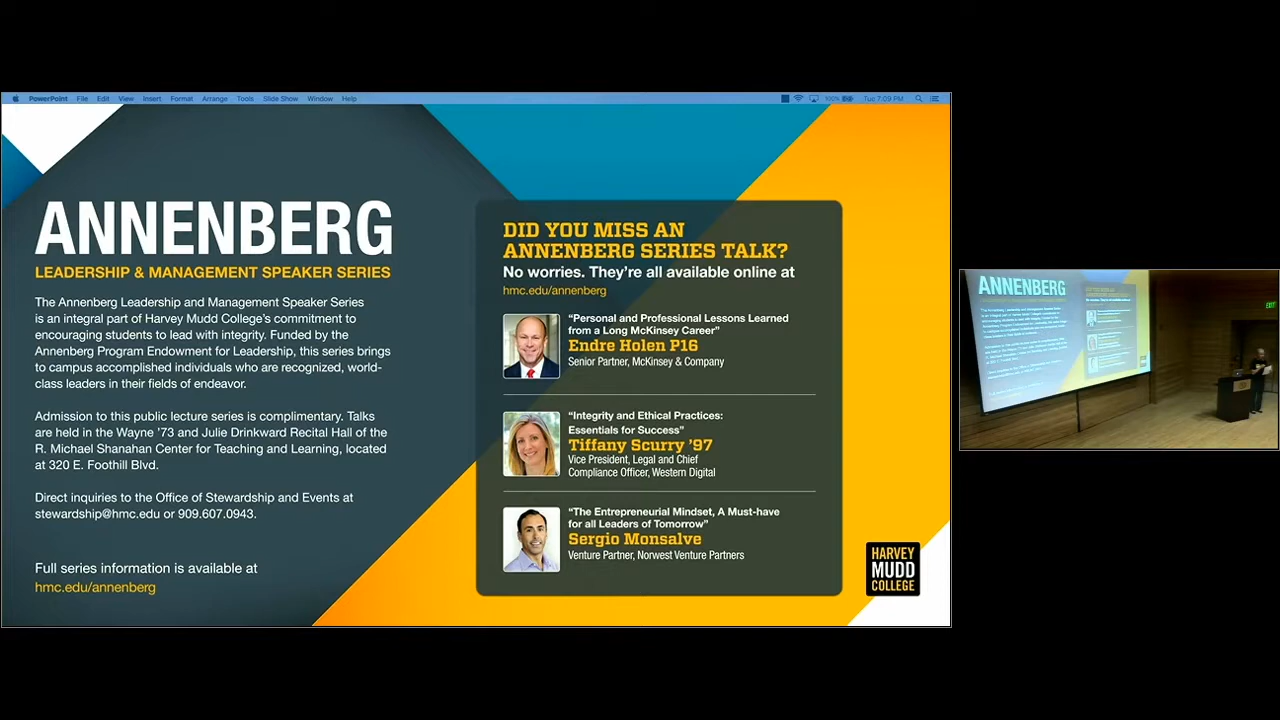 PowerPoint File Edit View Insert Format Arrange Tools Slide Show Window Help 100% Tue 7:09 PM
ANNENBERG
LEADERSHIP & MANAGEMENT SPEAKER SERIES
The Annenberg Leadership and Management Speaker Series
is an integral part of Harvey Mudd College's commitment to
encouraging students to lead with integrity. Funded by the
Annenberg Program Endowment for Leadership, this series brings
to campus accomplished individuals who are recognized, world-
class leaders in their fields of endeavor.
Admission to this public lecture series is complimentary. Talks
are held in the Wayne '73 and Julie Drinkward Recital Hall of the
R. Michael Shanahan Center for Teaching and Learning, located
at 320 E. Foothill Blvd.
Direct inquiries to the Office of Stewardship and Events at
stewardship@hmc.edu or 909.607.0943.
Full series information is available at
hmc.edu/annenberg
DID YOU MISS AN
ANNENBERG SERIES TALK?
No worries. They're all available online at
hmc.edu/annenberg
“Personal and Professional Lessons Learned
from a Long McKinsey Career”
Endre Holen P16
Senior Partner, McKinsey & Company
“Integrity and Ethical Practices:
Essentials for Success”
Tiffany Scurry ’97
Vice President, Legal and Chief
Compliance Officer, Western Digital
“The Entrepreneurial Mindset, A Must-have
for all Leaders of Tomorrow”
Sergio Monsalve
Venture Partner, Norwest Venture Partners
HARVEY
MUDD
COLLEGE
ANNENBERG
EXIT